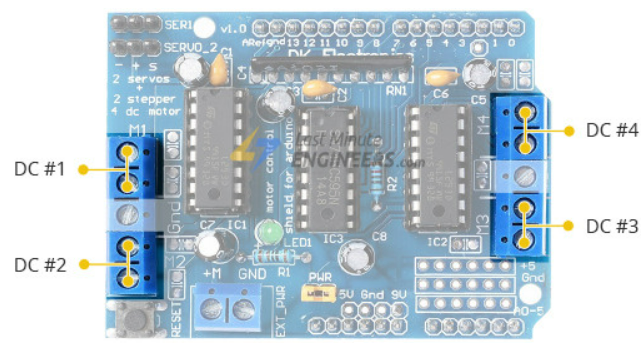 SER1 v1.0
ARefgnd 13 12 11 10 9 8 7 6 5 4 3 2 1 0
SERVO_2
- + S
DK Electronics
C1
C4
C3
C2
RN1
C6
C5
2 servos
+
2 stepper
4 dc motor
M1
DC #1
DC #2
DC #4
DC #3
M4
M3
Last Minute
ENGINEERS.com
motor control
shield for arduino
Gnd
C7
IC1
IC3
IC2
R2
LED1
R1
C8
+M GND
EXT_PWR
RESET
PWR
5V Gnd 9V
+5
Gnd
A0-5